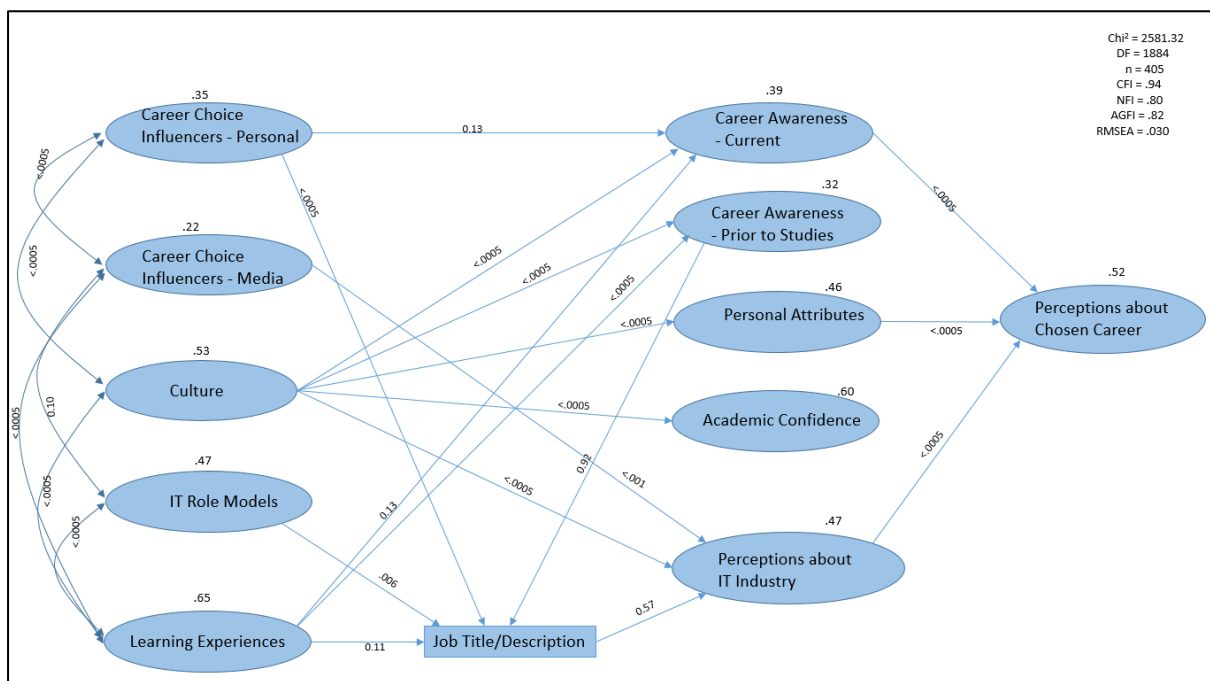 Chi² = 2581.32
DF = 1884
n = 405
CFI = .94
NFI = .80
AGFI = .82
RMSEA = .030
.35
Career Choice
Influencers - Personal
0.13
.39
Career Awareness
- Current
<.0005
<.0005
<.0005
.32
Career Awareness
- Prior to Studies
.22
Career Choice
Influencers - Media
<.0005
<.0005
<.0005
<.0005
.46
Personal Attributes
<.0005
<.0005
.52
Perceptions about
Chosen Career
.53
Culture
<.0005
.60
Academic Confidence
0.10
<.0005
0.92
<.0005
.47
IT Role Models
<.001
<.0005
0.13
<.0005
<.0005
.47
Perceptions about
IT Industry
.006
0.57
.65
Learning Experiences
0.11
Job Title/Description